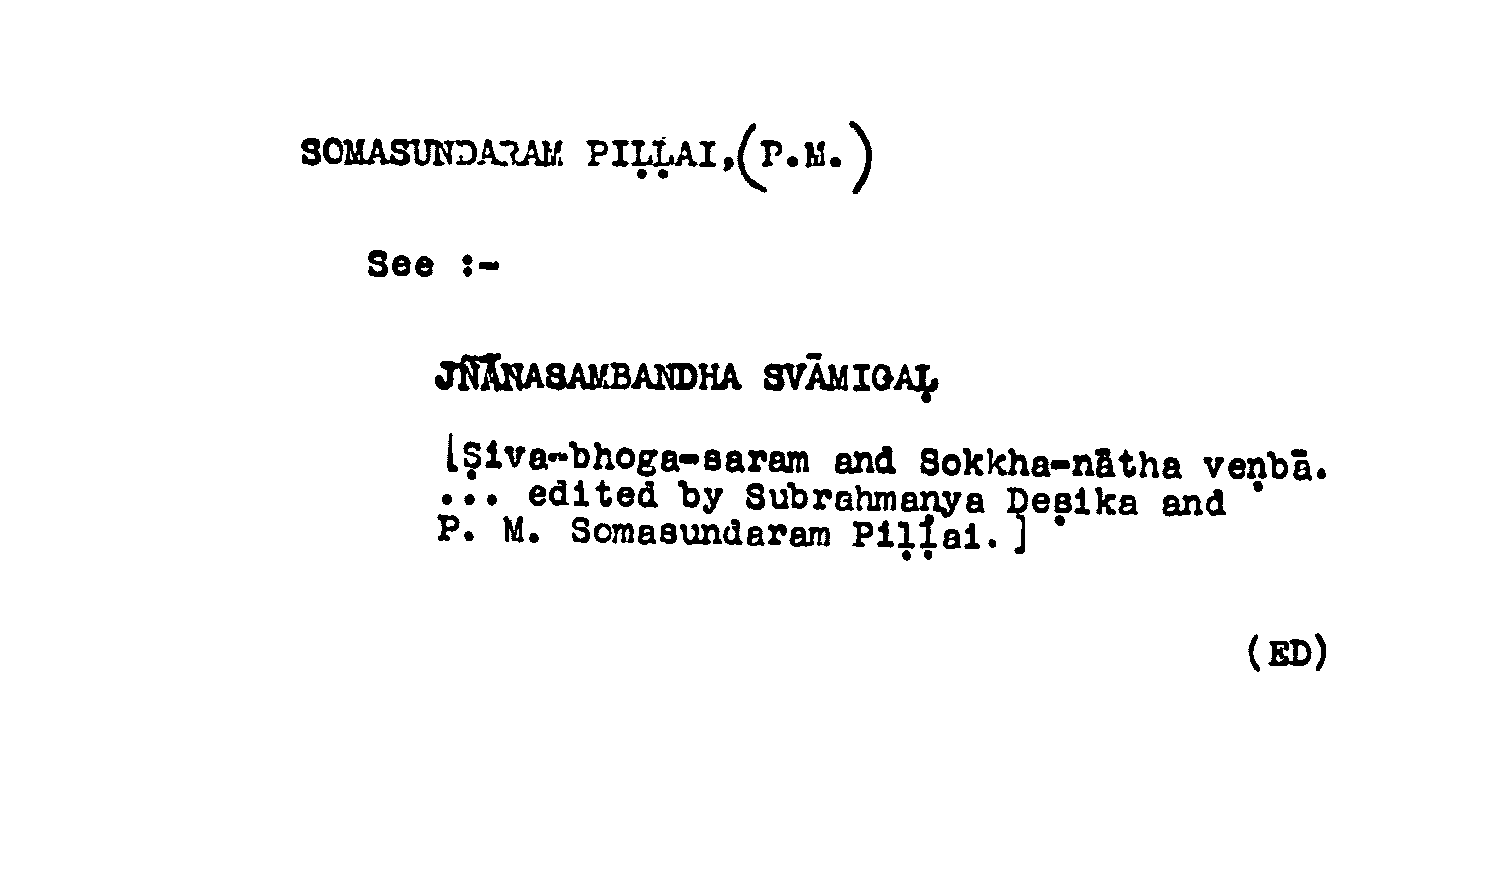 SOMASUNDARAM PIḶḶAI,(P.M.)
See :-
JÑĀNASAMBANDHA SVĀMIGAḶ
[Ṣiva-bhoga-saram and Sokkha-nātha veṇbā.
... edited by Subrahmaṇya Deṣika and
P. M. Somasundaram Piḷḷai.]
(ED)